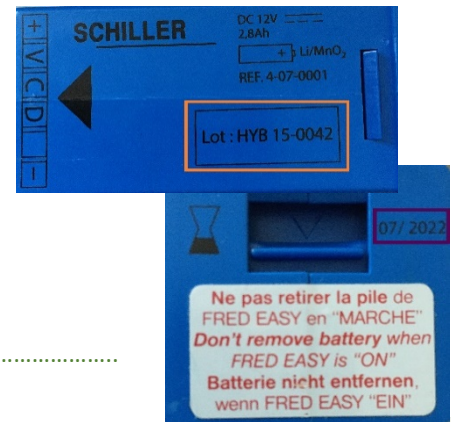 SCHILLER
DC 12V
2,8Ah
+ Li/MnO₂
REF. 4-07-0001
+ V C D -
Lot : HYB 15-0042
07/ 2022
Ne pas retirer la pile de
FRED EASY en "MARCHE"
Don't remove battery when
FRED EASY is "ON"
Batterie nicht entfernen,
wenn FRED EASY "EIN"